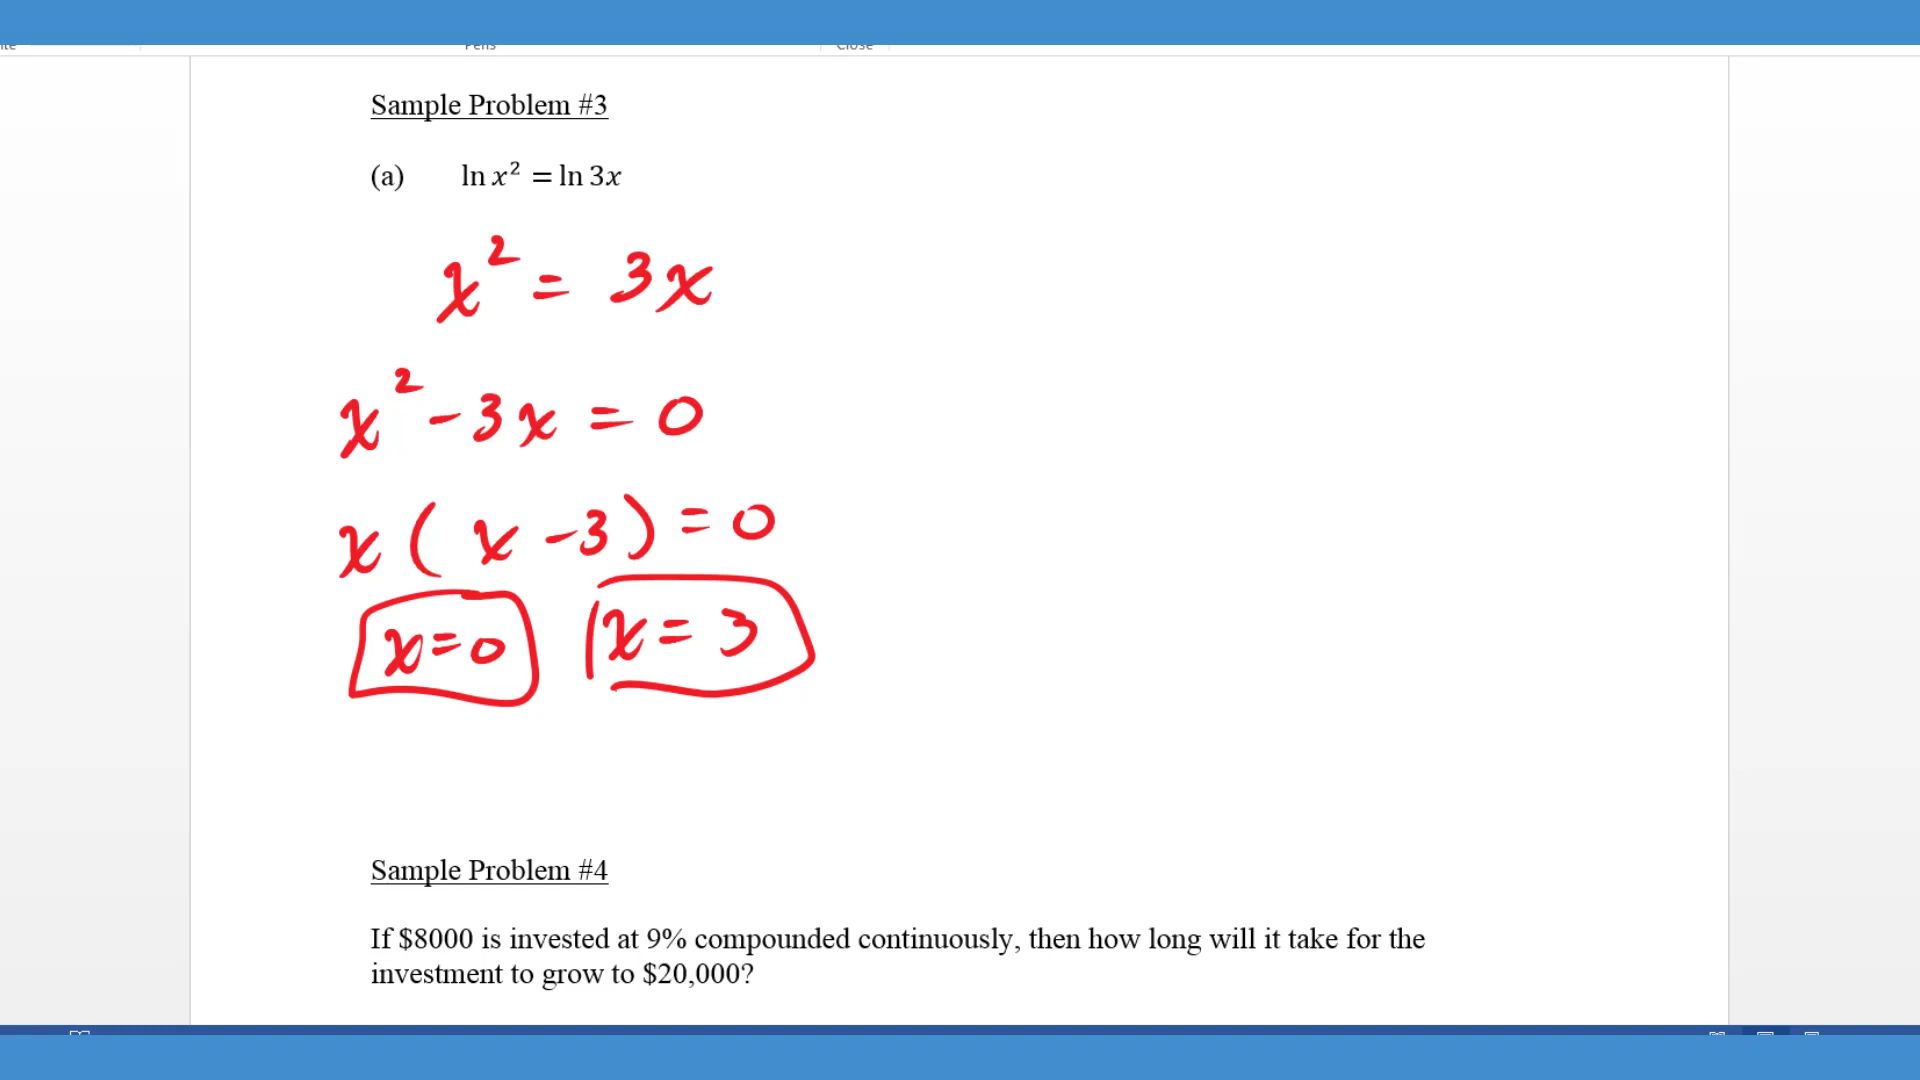 Pens Close
Sample Problem #3
(a) ln x² = ln 3x
x² = 3x
x² - 3x = 0
x ( x - 3 ) = 0
x = 0 x = 3
Sample Problem #4
If $8000 is invested at 9% compounded continuously, then how long will it take for the
investment to grow to $20,000?